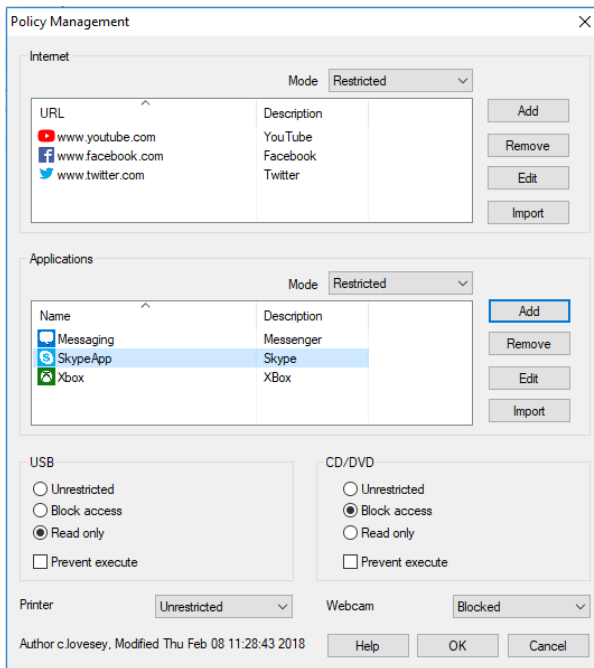 Policy Management
Internet
Mode Restricted
URL Description
www.youtube.com YouTube
www.facebook.com Facebook
www.twitter.com Twitter
Add
Remove
Edit
Import
Applications
Mode Restricted
Name Description
Messaging Messenger
SkypeApp Skype
Xbox XBox
Add
Remove
Edit
Import
USB
Unrestricted
Block access
Read only
Prevent execute
CD/DVD
Unrestricted
Block access
Read only
Prevent execute
Printer Unrestricted
Webcam Blocked
Author c.lovesey, Modified Thu Feb 08 11:28:43 2018
Help OK Cancel